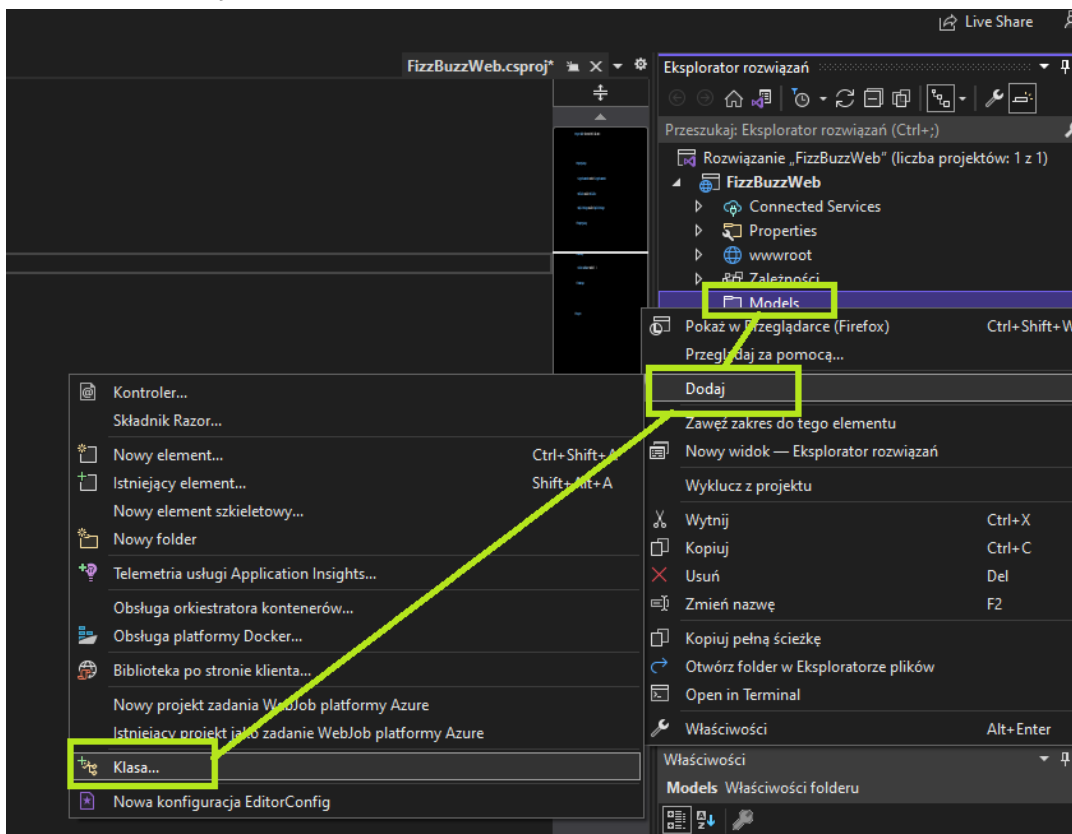 Live Share
FizzBuzzWeb.csproj*
Eksplorator rozwiązań
Przeszukaj: Eksplorator rozwiązań (Ctrl+;)
Rozwiązanie „FizzBuzzWeb” (liczba projektów: 1 z 1)
FizzBuzzWeb
Connected Services
Properties
wwwroot
Zależności
Models
Pokaż w Przeglądarce (Firefox) Ctrl+Shift+W
Przeglądaj za pomocą...
Dodaj
Zawęź zakres do tego elementu
Nowy widok — Eksplorator rozwiązań
Wyklucz z projektu
Wytnij Ctrl+X
Kopiuj Ctrl+C
Usuń Del
Zmień nazwę F2
Kopiuj pełną ścieżkę
Otwórz folder w Eksploratorze plików
Open in Terminal
Właściwości Alt+Enter
Kontroler...
Składnik Razor...
Nowy element... Ctrl+Shift+A
Istniejący element... Shift+Alt+A
Nowy element szkieletowy...
Nowy folder
Telemetria usługi Application Insights...
Obsługa orkiestratora kontenerów...
Obsługa platformy Docker...
Biblioteka po stronie klienta...
Nowy projekt zadania WebJob platformy Azure
Istniejący projekt jako zadanie WebJob platformy Azure
Klasa...
Nowa konfiguracja EditorConfig
Właściwości
Models Właściwości folderu